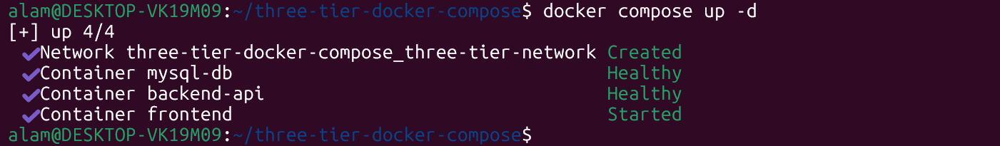 alam@DESKTOP-VK19M09:~/three-tier-docker-compose$ docker compose up -d
[+] up 4/4
✔Network three-tier-docker-compose_three-tier-network Created
✔Container mysql-db Healthy
✔Container backend-api Healthy
✔Container frontend Started
alam@DESKTOP-VK19M09:~/three-tier-docker-compose$